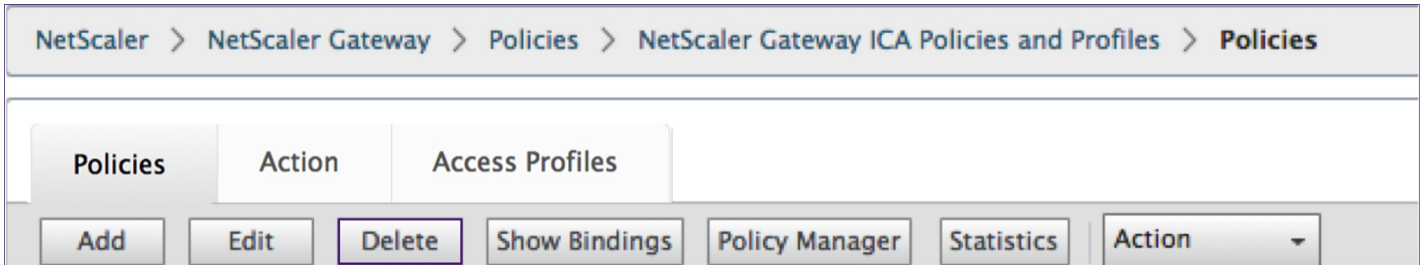 NetScaler > NetScaler Gateway > Policies > NetScaler Gateway ICA Policies and Profiles > Policies
Policies Action Access Profiles
Add Edit Delete Show Bindings Policy Manager Statistics Action